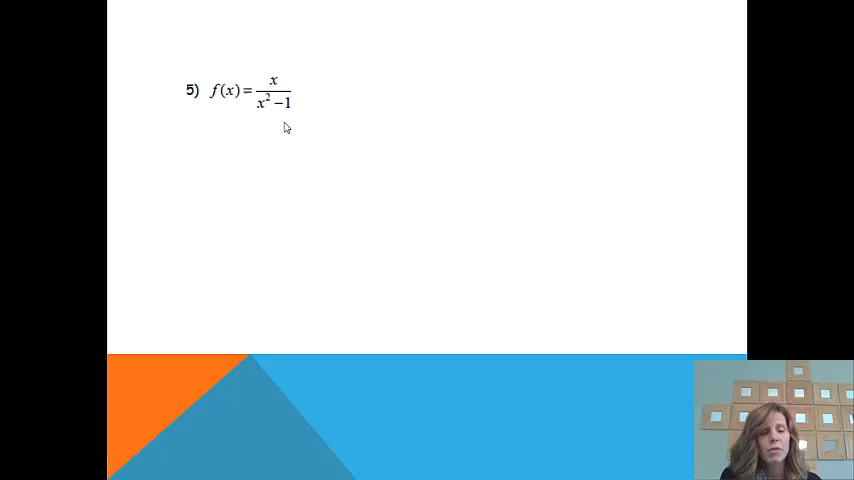 5) f(x) = x / (x² − 1)